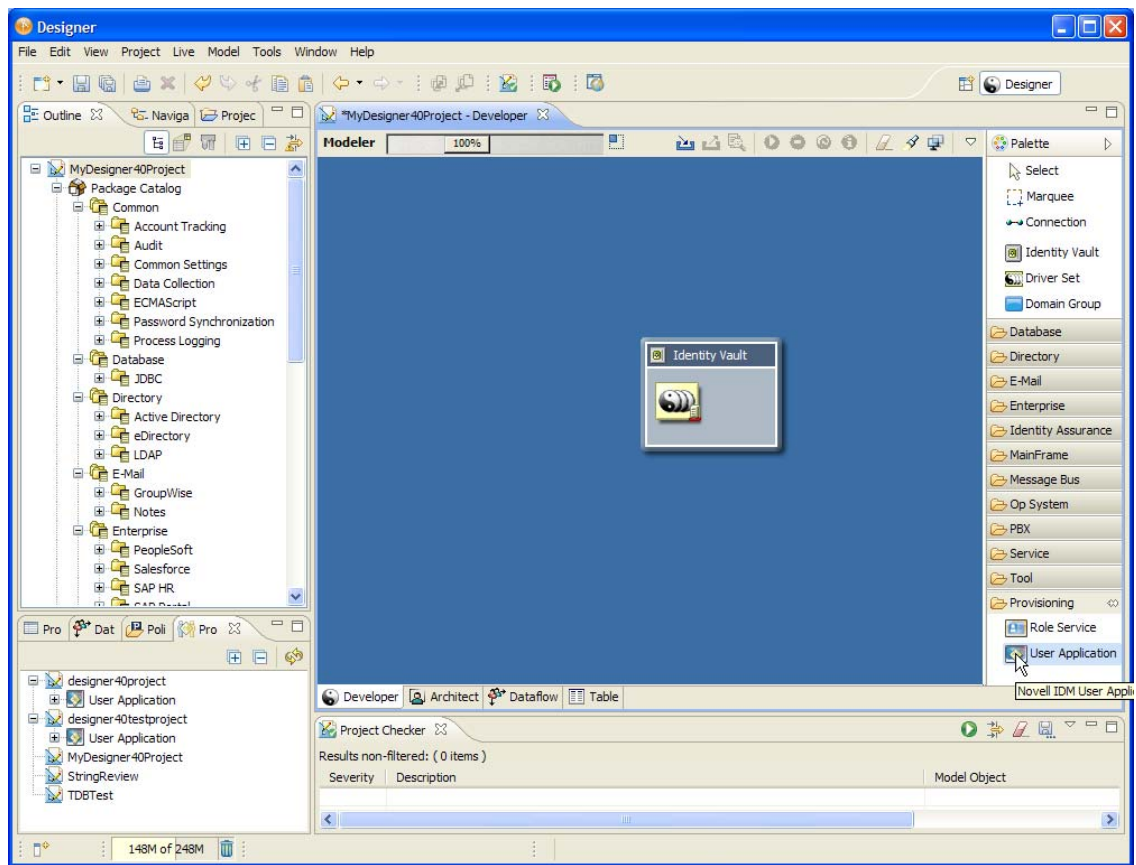 Designer
File Edit View Project Live Model Tools Window Help
Designer
Outline Naviga Projec
MyDesigner40Project
Package Catalog
Common
Account Tracking
Audit
Common Settings
Data Collection
ECMAScript
Password Synchronization
Process Logging
Database
JDBC
Directory
Active Directory
eDirectory
LDAP
E-Mail
GroupWise
Notes
Enterprise
PeopleSoft
Salesforce
SAP HR
Pro Dat Poli Pro
designer40project
User Application
designer40testproject
User Application
MyDesigner40Project
StringReview
TDBTest
*MyDesigner40Project - Developer
Modeler 100%
Identity Vault
Developer Architect Dataflow Table
Palette
Select
Marquee
Connection
Identity Vault
Driver Set
Domain Group
Database
Directory
E-Mail
Enterprise
Identity Assurance
MainFrame
Message Bus
Op System
PBX
Service
Tool
Provisioning
Role Service
User Application
Novell IDM User Appli
Project Checker
Results non-filtered: ( 0 items )
Severity Description Model Object
148M of 248M